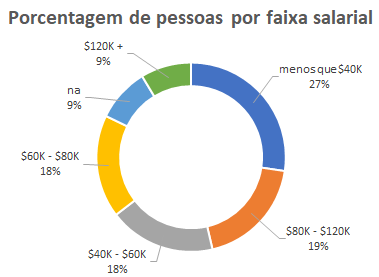 Porcentagem de pessoas por faixa salarial
$120K +
9%
menos que $40K
27%
na
9%
$60K - $80K
18%
$80K - $120K
19%
$40K - $60K
18%